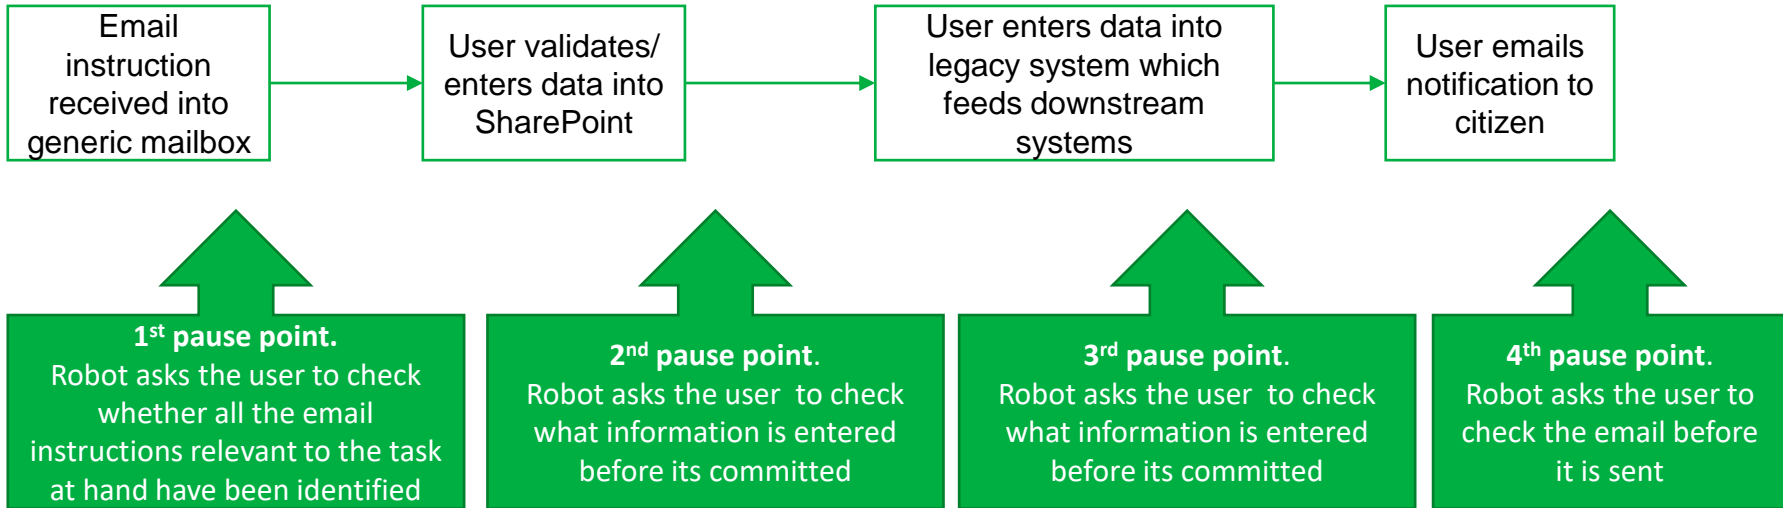 Email
instruction
received into
generic mailbox
User validates/
enters data into
SharePoint
User enters data into
legacy system which
feeds downstream
systems
User emails
notification to
citizen
1st pause point.
Robot asks the user to check
whether all the email
instructions relevant to the task
at hand have been identified
2nd pause point.
Robot asks the user  to check
what information is entered
before its committed
3rd pause point.
Robot asks the user  to check
what information is entered
before its committed
4th pause point.
Robot asks the user to
check the email before
it is sent